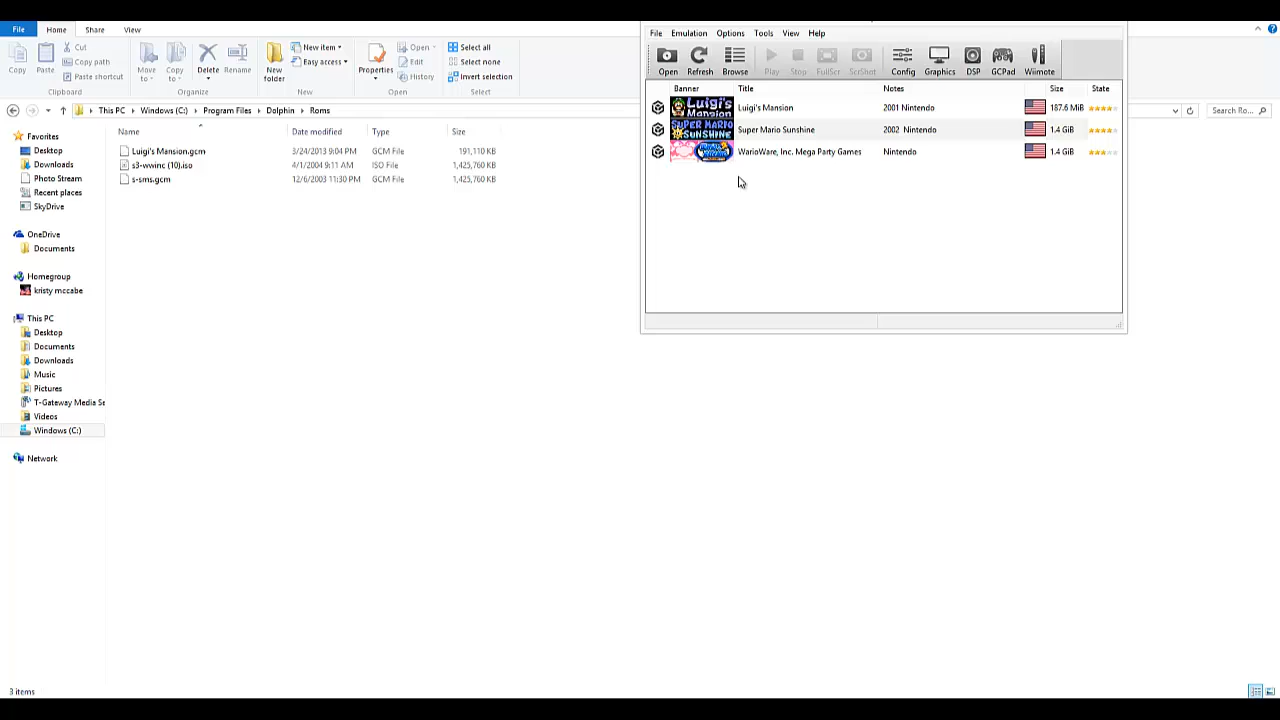 File Home Share View
Copy Paste Cut Copy path Paste shortcut Clipboard
Move to Copy to Delete Rename Organize
New folder New item Easy access New
Properties Open Edit History Open
Select all Select none Invert selection Select
This PC Windows (C:) Program Files Dolphin Roms Search Ro...
Favorites
Desktop
Downloads
Photo Stream
Recent places
SkyDrive
OneDrive
Documents
Homegroup
kristy mccabe
This PC
Desktop
Documents
Downloads
Music
Pictures
T-Gateway Media Se
Videos
Windows (C:)
Network
Name Date modified Type Size
Luigi's Mansion.gcm 3/24/2013 9:04 PM GCM File 191,110 KB
s3-wwinc (10).iso 4/1/2004 9:11 AM ISO File 1,425,760 KB
s-sms.gcm 12/6/2003 11:30 PM GCM File 1,425,760 KB
File Emulation Options Tools View Help
Open Refresh Browse Play Stop FullScr ScrShot Config Graphics DSP GCPad Wiimote
Banner Title Notes Size State
Luigi's Mansion Luigi's Mansion 2001 Nintendo 187.6 MiB
SUPER MARIO SUNSHINE Super Mario Sunshine 2002 Nintendo 1.4 GiB
WarioWare, Inc. Mega Party Games Nintendo 1.4 GiB
3 items